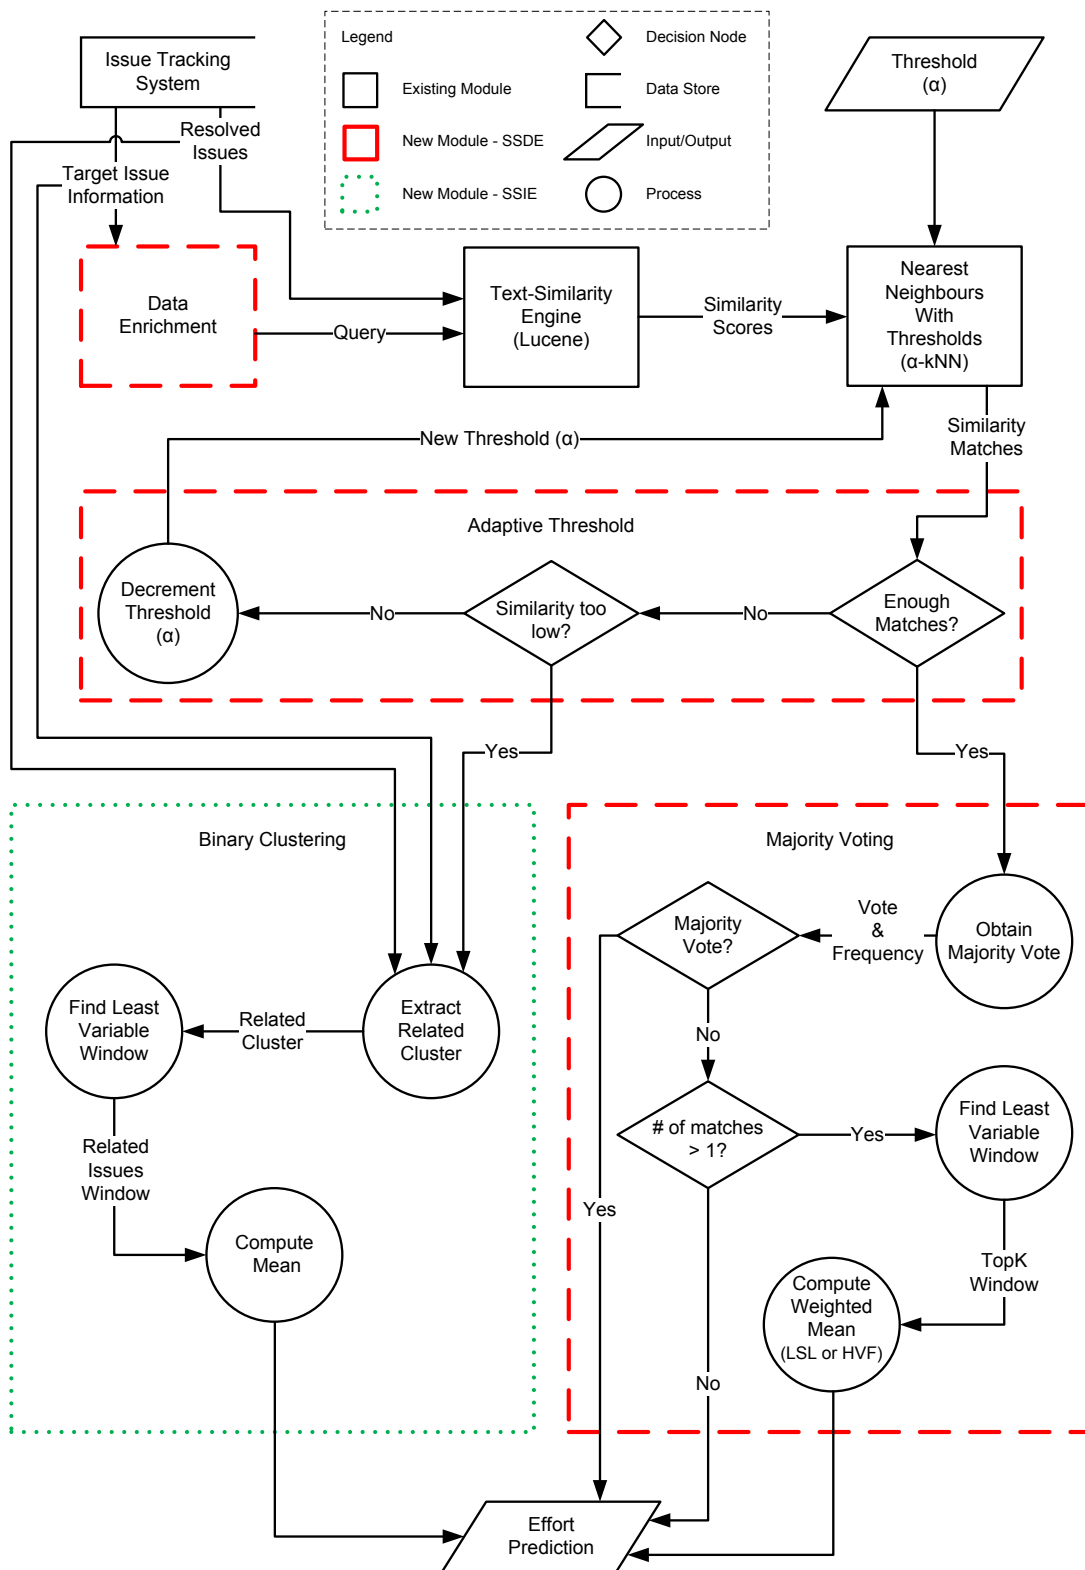 Issue Tracking
System
Legend
Existing Module
New Module - SSDE
New Module - SSIE
Decision Node
Data Store
Input/Output
Process
Threshold
(α)
Resolved
Issues
Target Issue
Information
Data
Enrichment
Query
Text-Similarity
Engine
(Lucene)
Similarity
Scores
Nearest
Neighbours
With
Thresholds
(α-kNN)
New Threshold (α)
Similarity
Matches
Adaptive Threshold
Decrement
Threshold
(α)
No
Similarity too
low?
No
Enough
Matches?
Yes
Yes
Binary Clustering
Find Least
Variable
Window
Related
Cluster
Extract
Related
Cluster
Related
Issues
Window
Compute
Mean
Majority Voting
Majority
Vote?
Vote
&
Frequency
Obtain
Majority Vote
No
# of matches
> 1?
Yes
Find Least
Variable
Window
Yes
TopK
Window
Compute
Weighted
Mean
(LSL or HVF)
No
Effort
Prediction